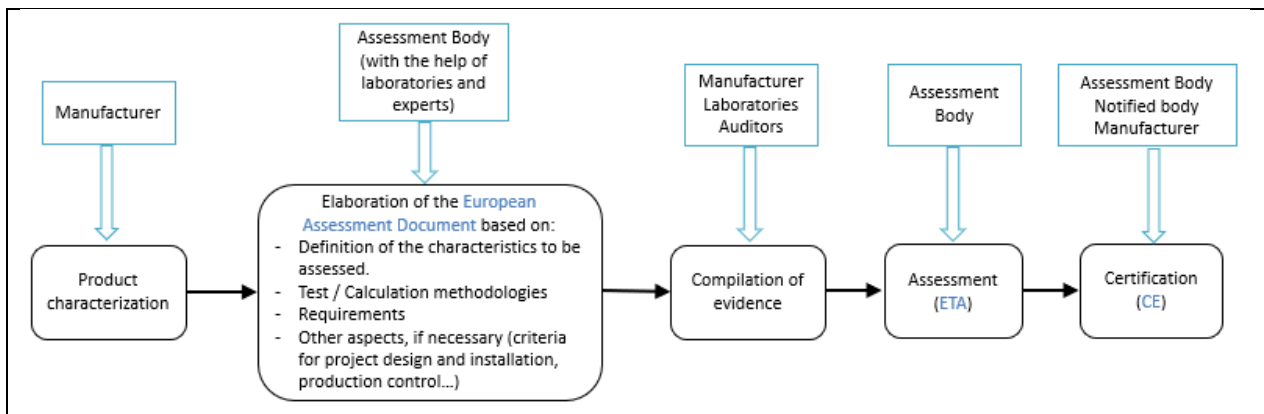 Assessment Body
(with the help of
laboratories and
experts)
Manufacturer
Manufacturer
Laboratories
Auditors
Assessment
Body
Assessment Body
Notified body
Manufacturer
Product
characterization
Elaboration of the European
Assessment Document based on:
- Definition of the characteristics to be
assessed.
- Test / Calculation methodologies
- Requirements
- Other aspects, if necessary (criteria
for project design and installation,
production control...)
Compilation of
evidence
Assessment
(ETA)
Certification
(CE)